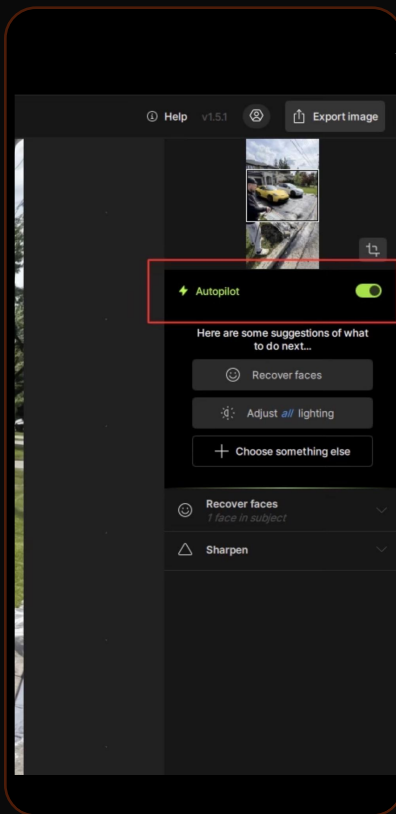 Help v1.5.1 Export image
Autopilot
Here are some suggestions of what
to do next...
Recover faces
Adjust all lighting
Choose something else
Recover faces
1 face in subject
Sharpen